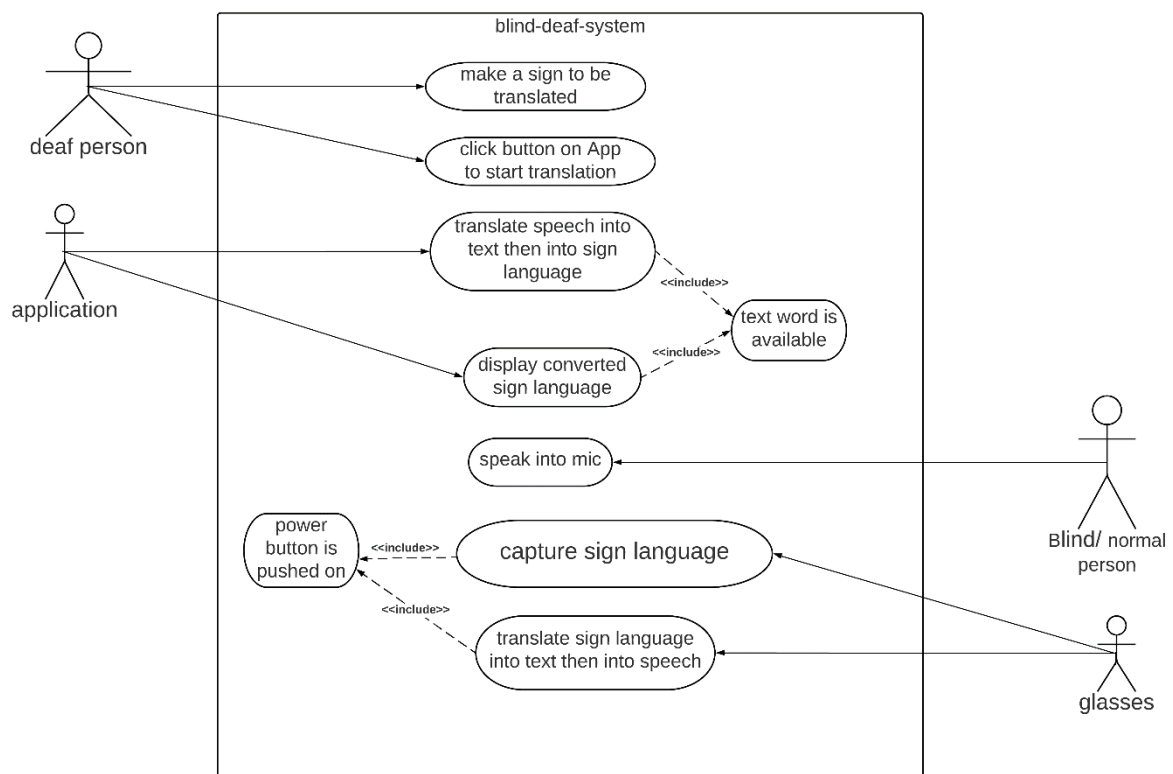 blind-deaf-system
make a sign to be
translated
deaf person
click button on App
to start translation
translate speech into
text then into sign
language
application
<<include>>
text word is
available
<<include>>
display converted
sign language
speak into mic
Blind/ normal
person
power
button is
pushed on
<<include>>
capture sign language
<<include>>
translate sign language
into text then into speech
glasses